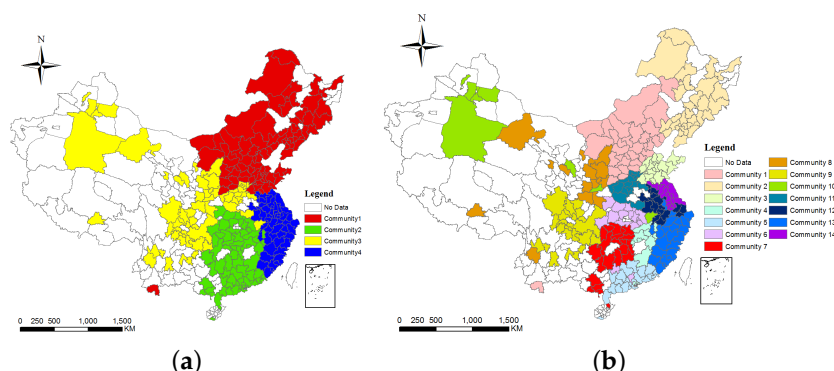 (a)
N
Legend
No Data
Community1
Community2
Community3
Community4
0 250 500 1,000 1,500
KM
(b)
N
Legend
No Data
Community 1
Community 2
Community 3
Community 4
Community 5
Community 6
Community 7
Community 8
Community 9
Community 10
Community 11
Community 12
Community 13
Community 14
0 250 500 1,000 1,500
KM